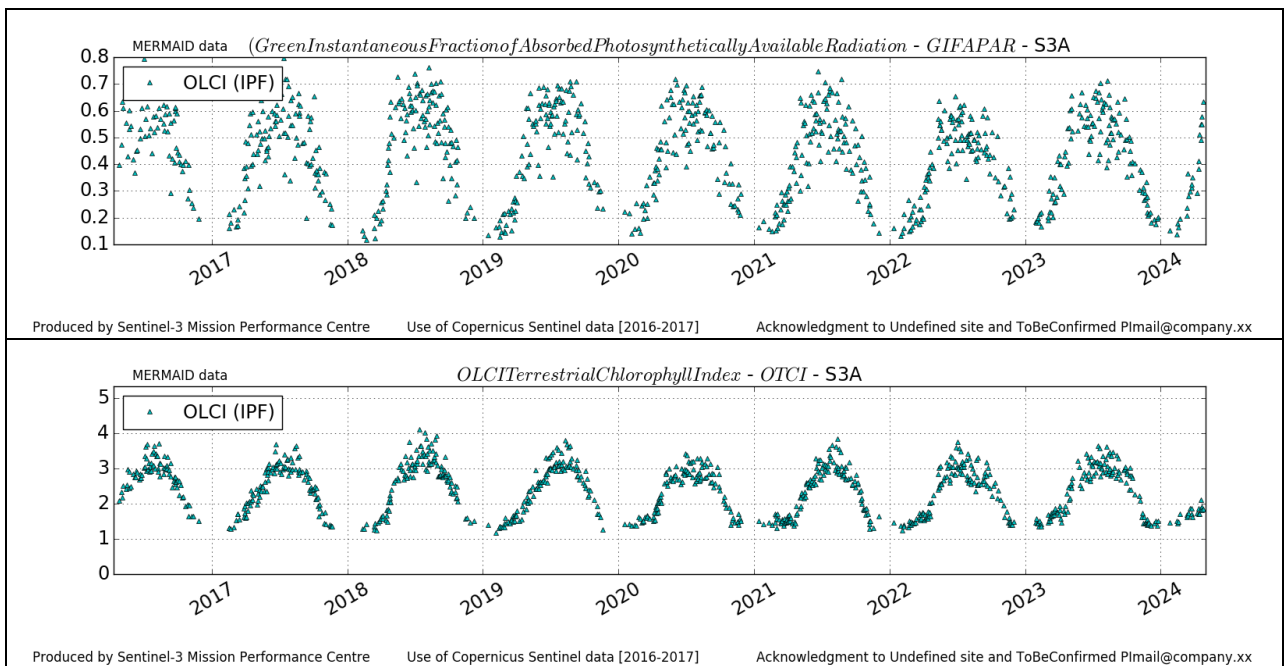 MERMAID data (GreenInstantaneousFractionofAbsorbedPhotosyntheticallyAvailableRadiation - GIFAPAR - S3A
0.8
OLCI (IPF)
0.7
0.6
0.5
0.4
0.3
0.2
0.1
2017 2018 2019 2020 2021 2022 2023 2024
Produced by Sentinel-3 Mission Performance Centre Use of Copernicus Sentinel data [2016-2017] Acknowledgment to Undefined site and ToBeConfirmed PImail@company.xx
MERMAID data OLCITerrestrialChlorophyllIndex - OTCI - S3A
5
OLCI (IPF)
4
3
2
1
0
2017 2018 2019 2020 2021 2022 2023 2024
Produced by Sentinel-3 Mission Performance Centre Use of Copernicus Sentinel data [2016-2017] Acknowledgment to Undefined site and ToBeConfirmed PImail@company.xx